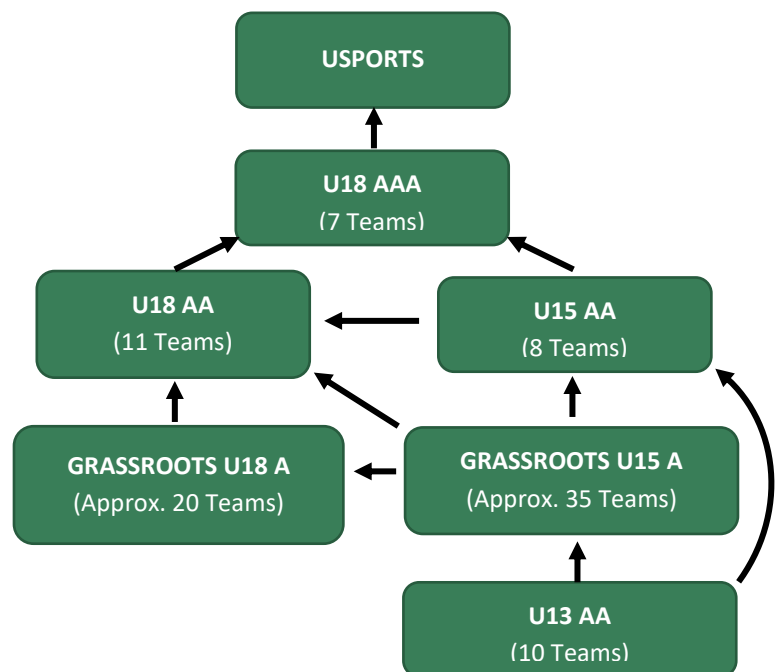 USPORTS
U18 AAA
(7 Teams)
U18 AA
(11 Teams)
U15 AA
(8 Teams)
GRASSROOTS U18 A
(Approx. 20 Teams)
GRASSROOTS U15 A
(Approx. 35 Teams)
U13 AA
(10 Teams)